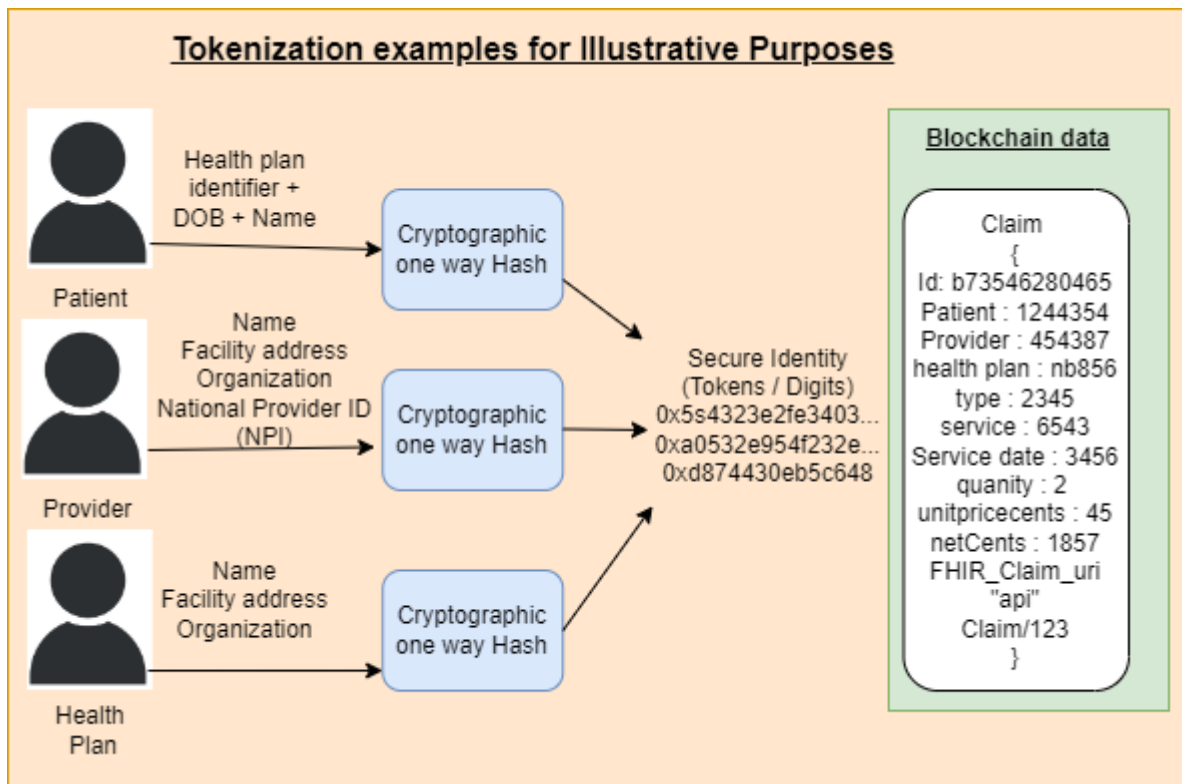 Tokenization examples for Illustrative Purposes
Health plan
identifier +
DOB + Name
Cryptographic
one way Hash
Patient
Name
Facility address
Organization
National Provider ID
(NPI)
Cryptographic
one way Hash
Provider
Name
Facility address
Organization
Cryptographic
one way Hash
Health
Plan
Secure Identity
(Tokens / Digits)
0x5s4323e2fe3403...
0xa0532e954f232e...
0xd874430eb5c648
Blockchain data
Claim
{
Id: b73546280465
Patient : 1244354
Provider : 454387
health plan : nb856
type : 2345
service : 6543
Service date : 3456
quanity : 2
unitpricecents : 45
netCents : 1857
FHIR_Claim_uri
"api"
Claim/123
}